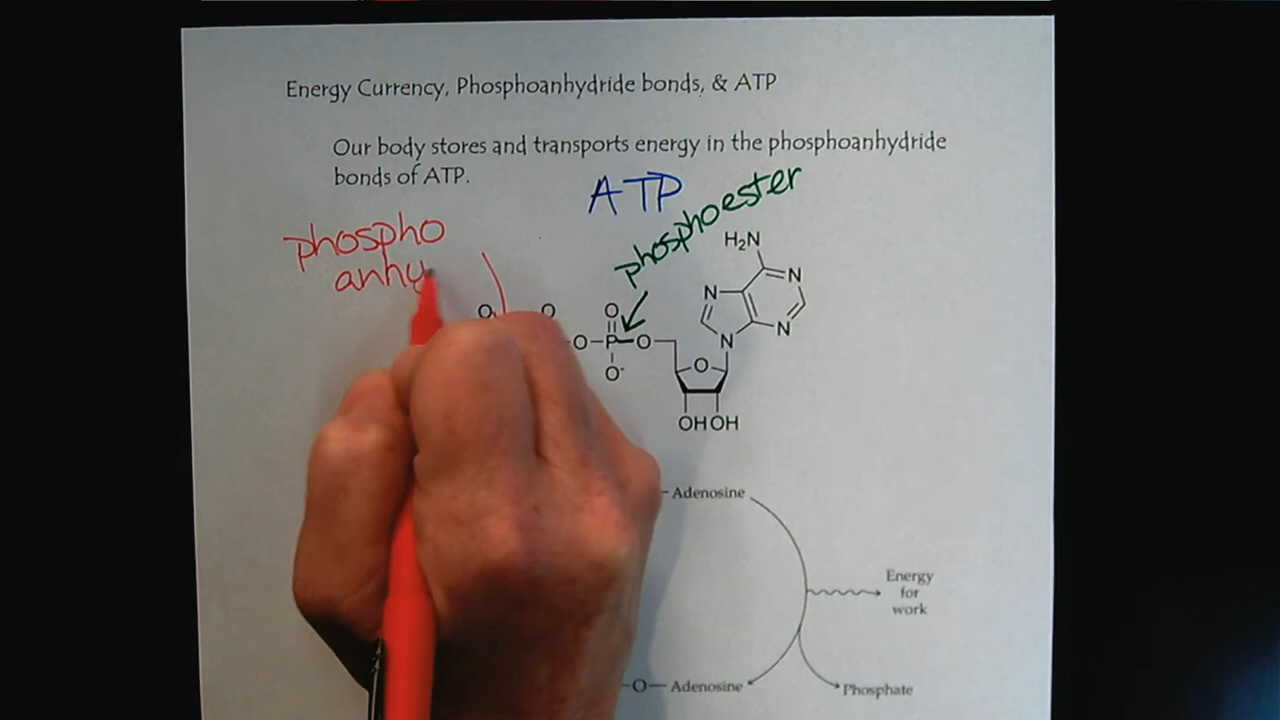 Energy Currency, Phosphoanhydride bonds, & ATP
Our body stores and transports energy in the phosphoanhydride
bonds of ATP.
ATP
phosphoester
phospho
anhy
H₂N
N
N
N
N
O
O
O
O–P–O
O
O⁻
OH OH
Adenosine
Energy
for
work
–O– Adenosine
Phosphate